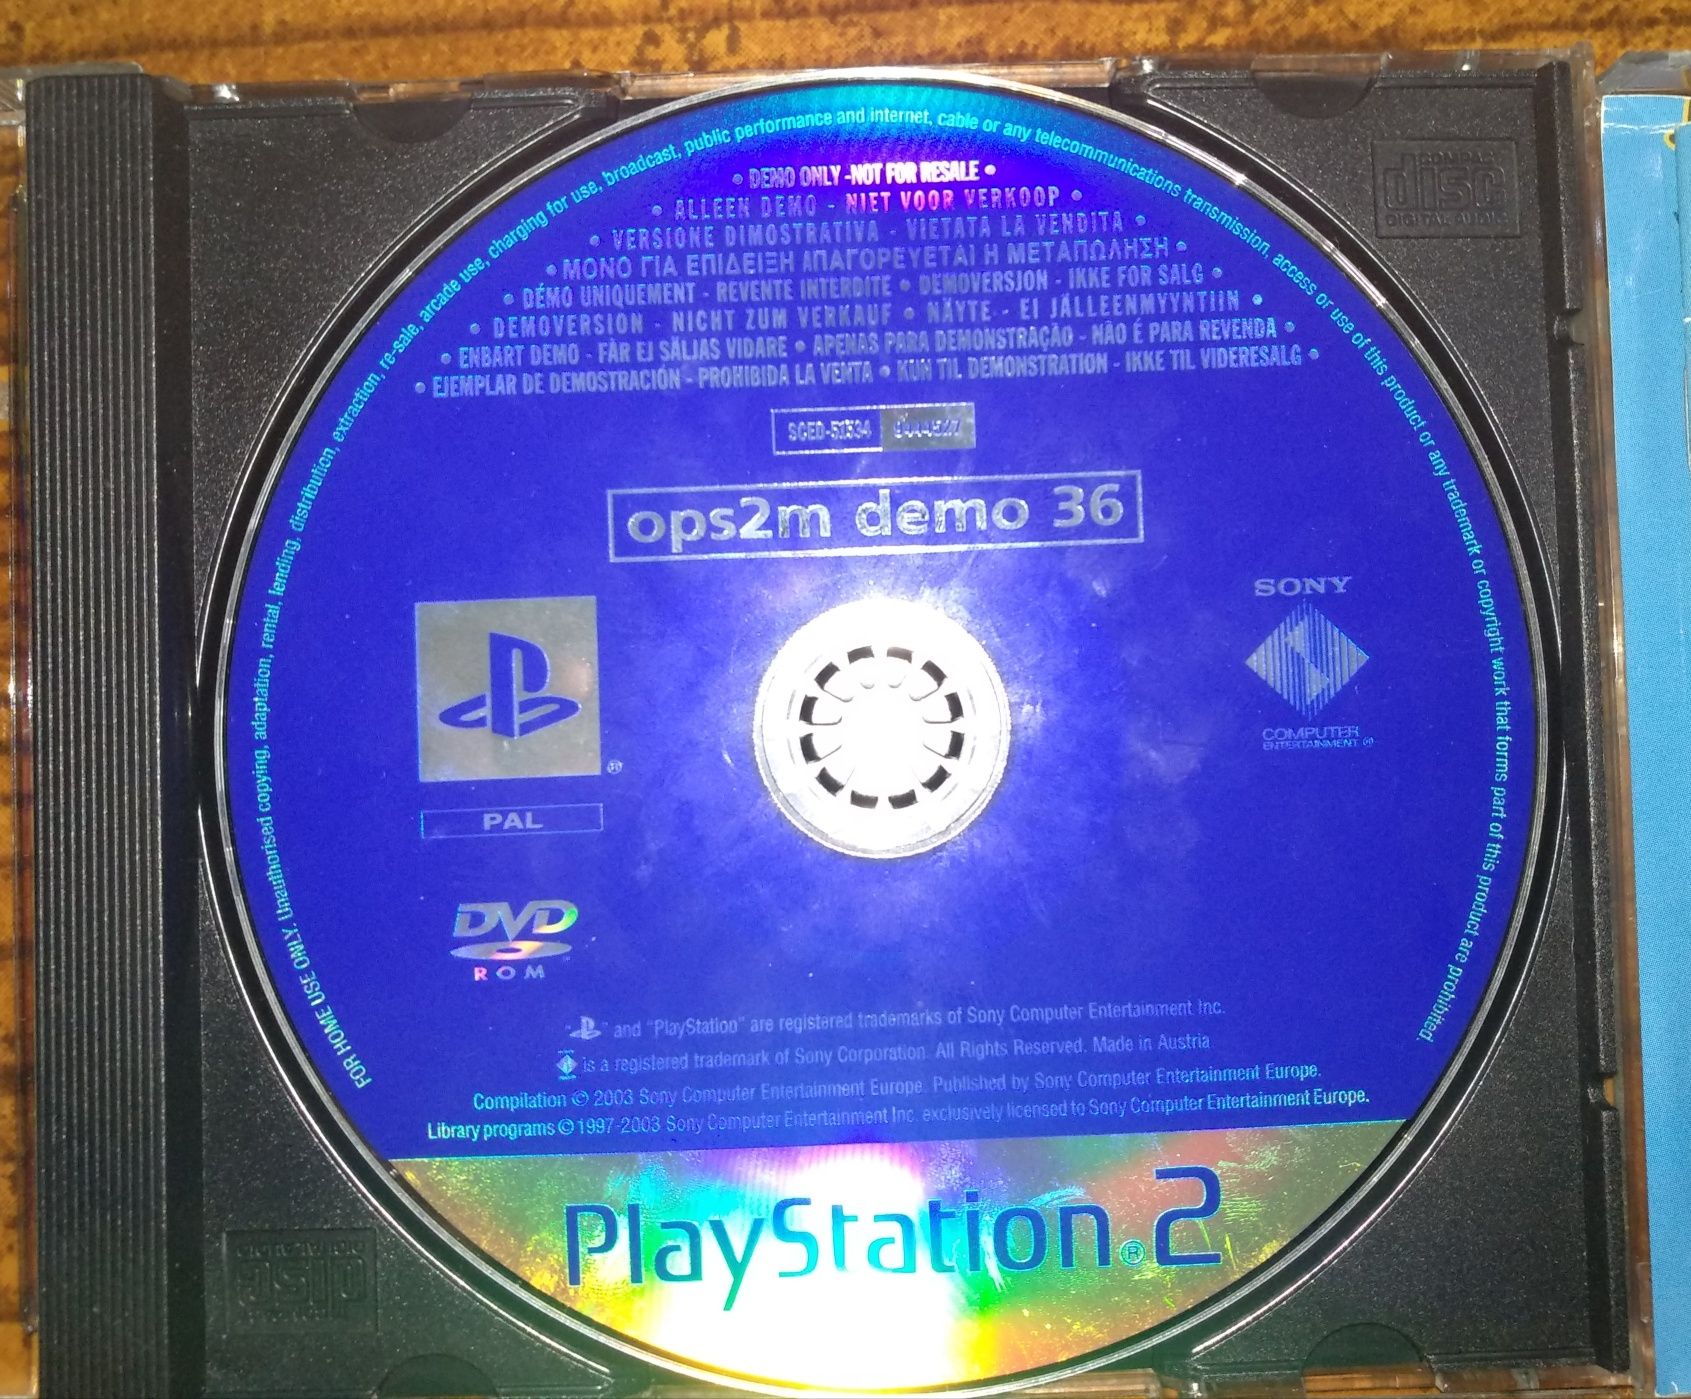 FOR HOME USE ONLY. Unauthorised copying, adaptation, rental, lending, distribution, extraction, re-sale, arcade use, charging for use, broadcast, public performance and internet, cable or any telecommunications transmission, access or use of this product or any trademark or copyright work that forms part of this product are prohibited.
• DEMO ONLY -NOT FOR RESALE •
• ALLEEN DEMO - NIET VOOR VERKOOP •
• VERSIONE DIMOSTRATIVA - VIETATA LA VENDITA •
• ΜΟΝΟ ΓΙΑ ΕΠΙΔΕΙΞΗ ΑΠΑΓΟΡΕΥΕΤΑΙ Η ΜΕΤΑΠΩΛΗΣΗ •
• DÉMO UNIQUEMENT - REVENTE INTERDITE • DEMOVERSJON - IKKE FOR SALG •
• DEMOVERSION - NICHT ZUM VERKAUF • NÄYTE - EI JÄLLEENMYYNTIIN •
• ENBART DEMO - FÅR EJ SÄLJAS VIDARE • APENAS PARA DEMONSTRAÇÃO - NÃO É PARA REVENDA •
• EJEMPLAR DE DEMOSTRACIÓN - PROHIBIDA LA VENTA • KUN TIL DEMONSTRATION - IKKE TIL VIDERESALG •
SCED-51534 9444527
ops2m demo 36
SONY
COMPUTER
ENTERTAINMENT ®
®
PAL
DVD
ROM
" " and "PlayStation" are registered trademarks of Sony Computer Entertainment Inc.
is a registered trademark of Sony Corporation. All Rights Reserved. Made in Austria
Compilation © 2003 Sony Computer Entertainment Europe. Published by Sony Computer Entertainment Europe.
Library programs © 1997-2003 Sony Computer Entertainment Inc. exclusively licensed to Sony Computer Entertainment Europe.
PlayStation®2
COMPACT
disc
DIGITAL AUDIO
COMPACT
disc
DIGITAL AUDIO